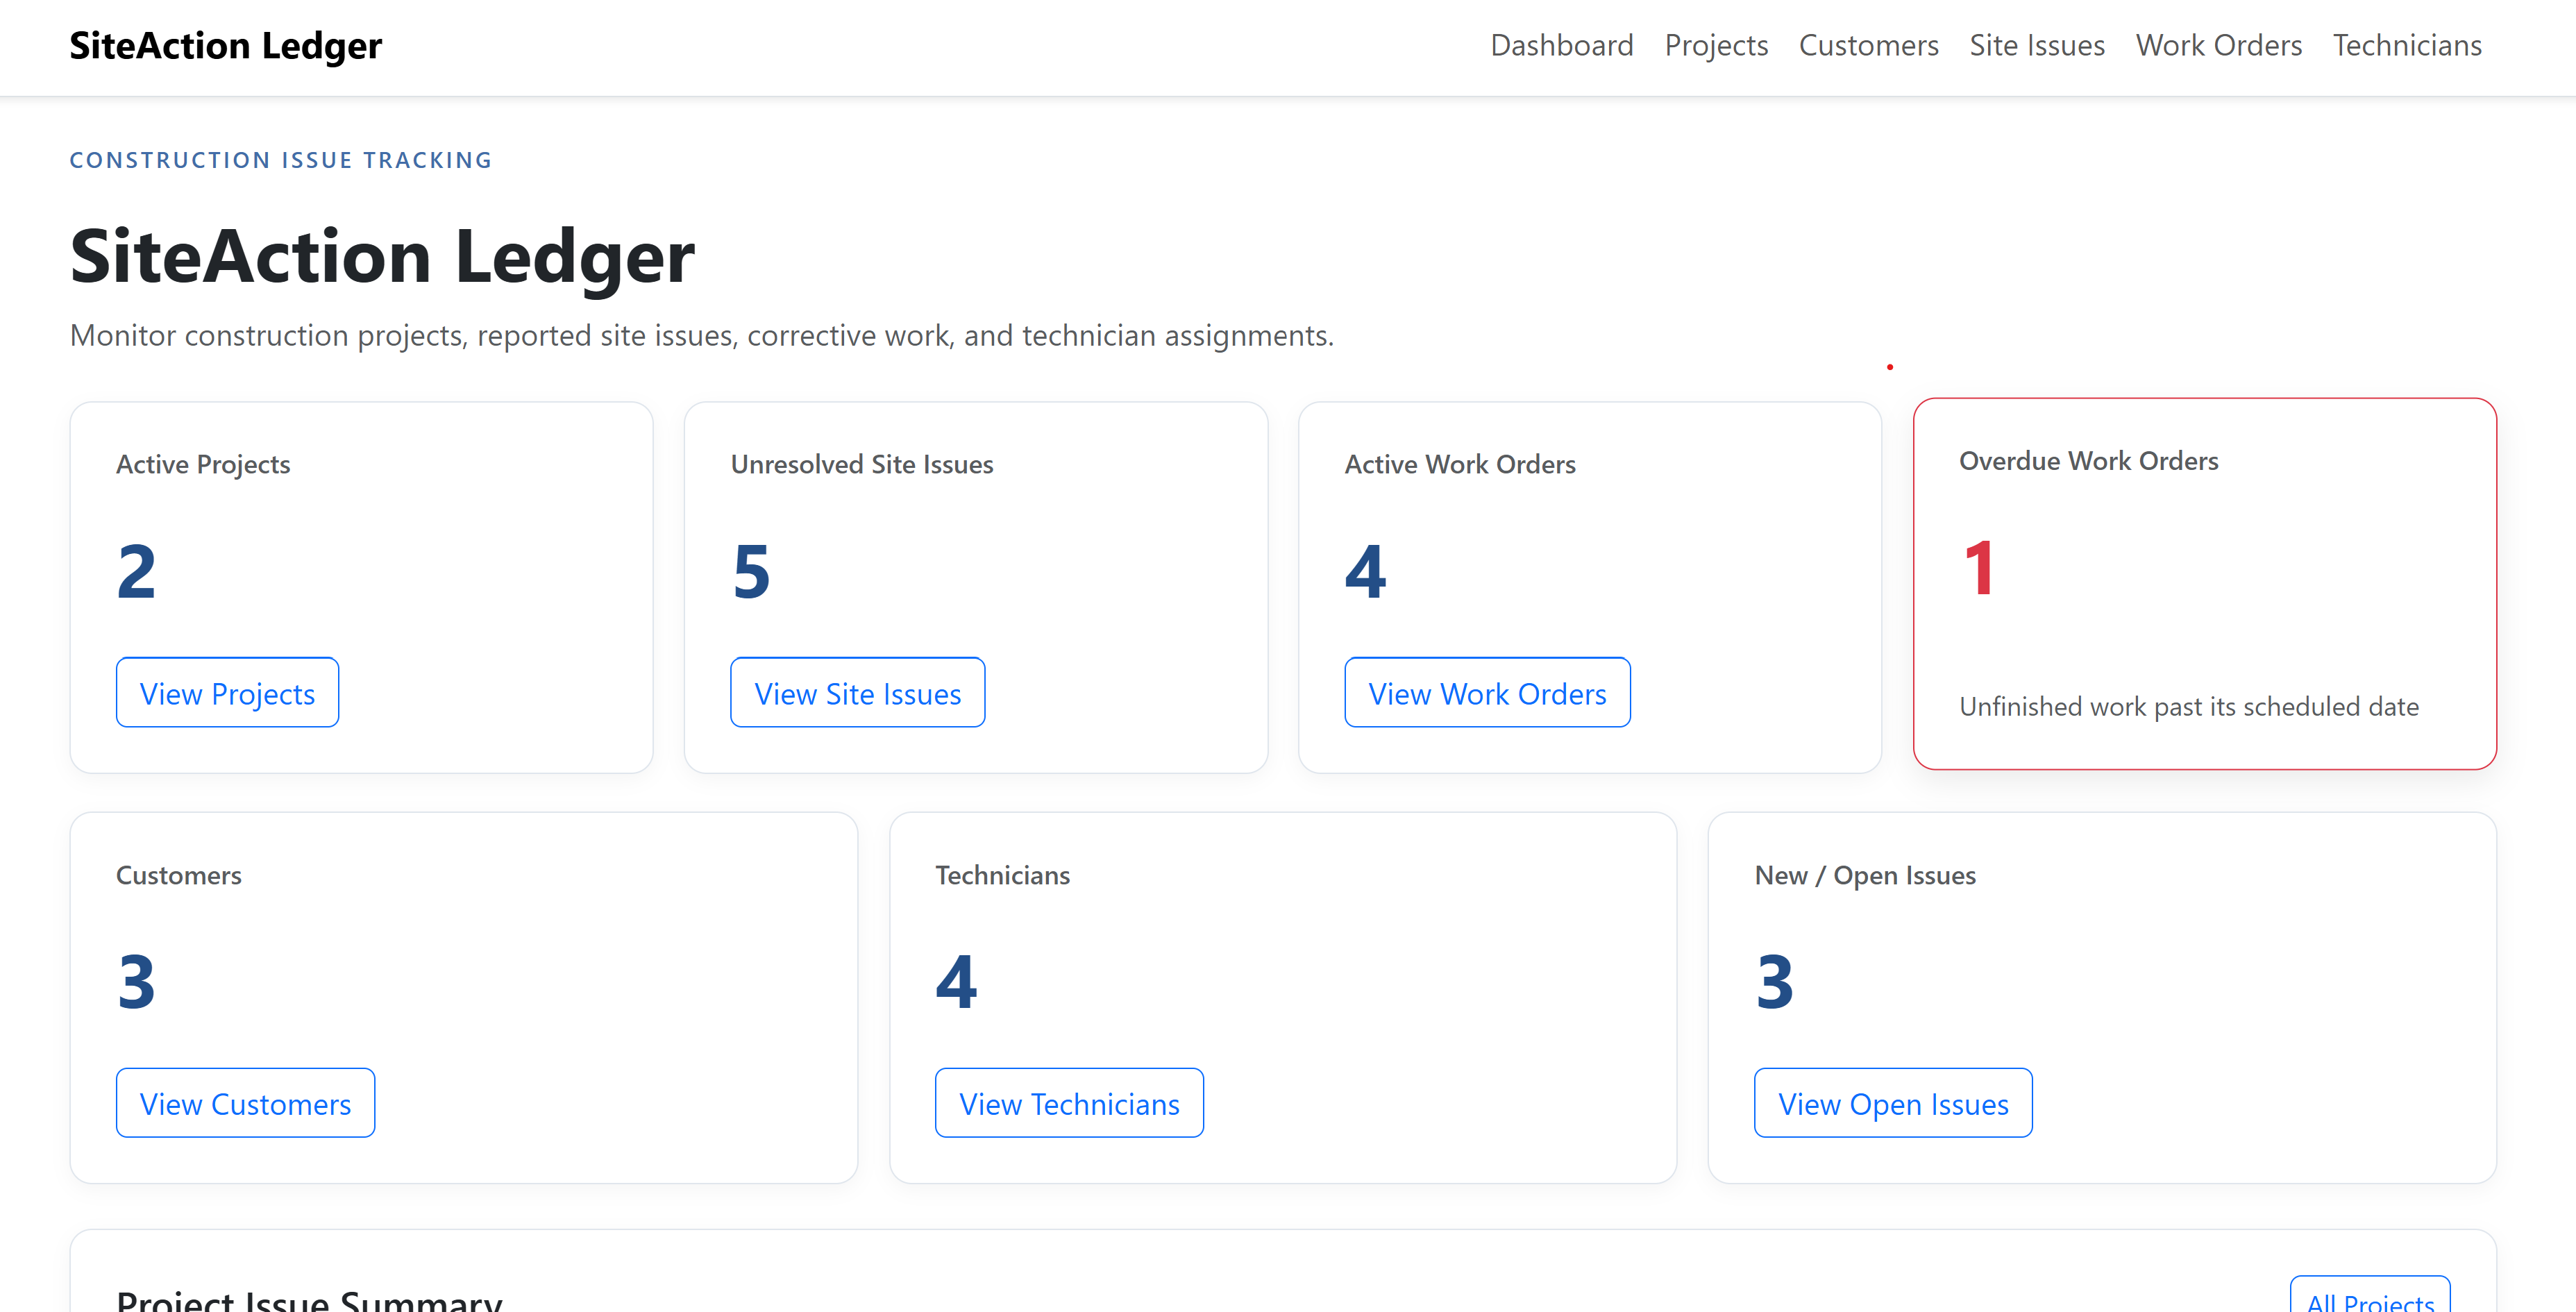 SiteAction Ledger
Dashboard Projects Customers Site Issues Work Orders Technicians
CONSTRUCTION ISSUE TRACKING
SiteAction Ledger
Monitor construction projects, reported site issues, corrective work, and technician assignments.
Active Projects
2
View Projects
Unresolved Site Issues
5
View Site Issues
Active Work Orders
4
View Work Orders
Overdue Work Orders
1
Unfinished work past its scheduled date
Customers
3
View Customers
Technicians
4
View Technicians
New / Open Issues
3
View Open Issues
Project Issue Summary
All Projects